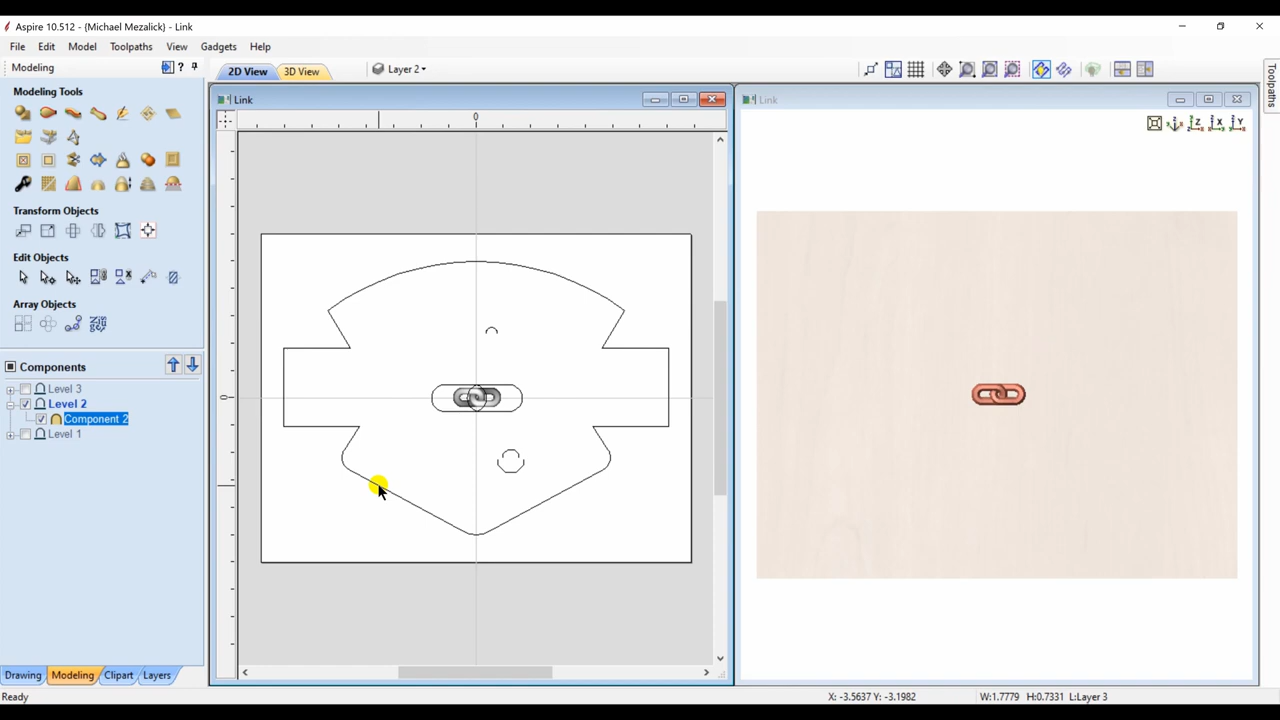 Aspire 10.512 - {Michael Mezalick} - Link
File Edit Model Toolpaths View Gadgets Help
Modeling ?
2D View 3D View Layer 2
Toolpaths
Modeling Tools
Link
Link
0
Z X Y
Transform Objects
Edit Objects
Array Objects
Components
Level 3
Level 2
Component 2
Level 1
0
Drawing Modeling Clipart Layers
Ready
X: -3.5637 Y: -3.1982
W:1.7779 H:0.7331 L:Layer 3